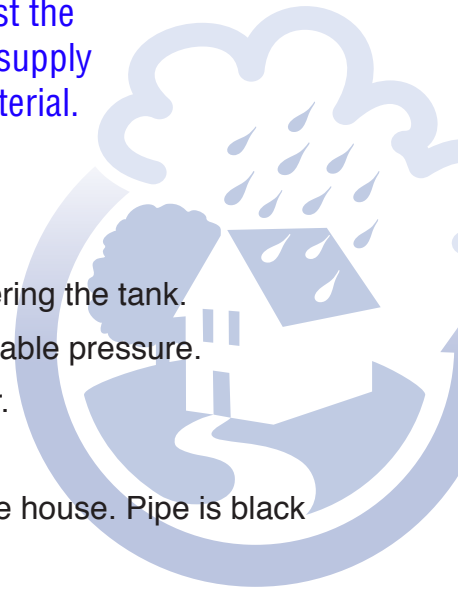 st the
supply
terial.
ering the tank.
able pressure.
r.
e house. Pipe is black